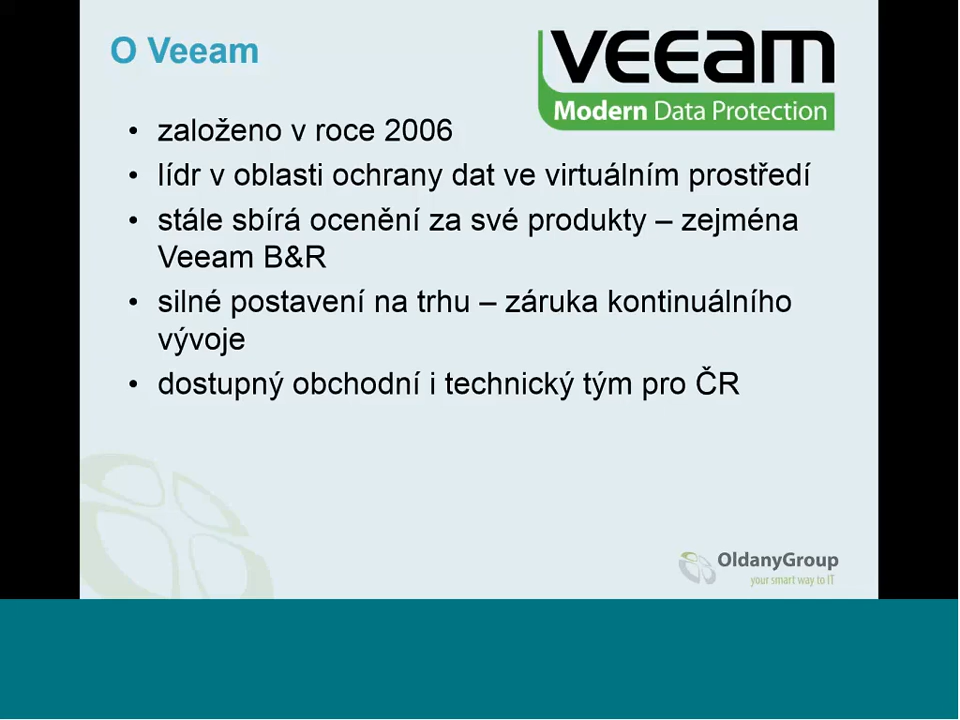 O Veeam
veeam
Modern Data Protection
• založeno v roce 2006
• lídr v oblasti ochrany dat ve virtuálním prostředí
• stále sbírá ocenění za své produkty – zejména
Veeam B&R
• silné postavení na trhu – záruka kontinuálního
vývoje
• dostupný obchodní i technický tým pro ČR
OldanyGroup
your smart way to IT